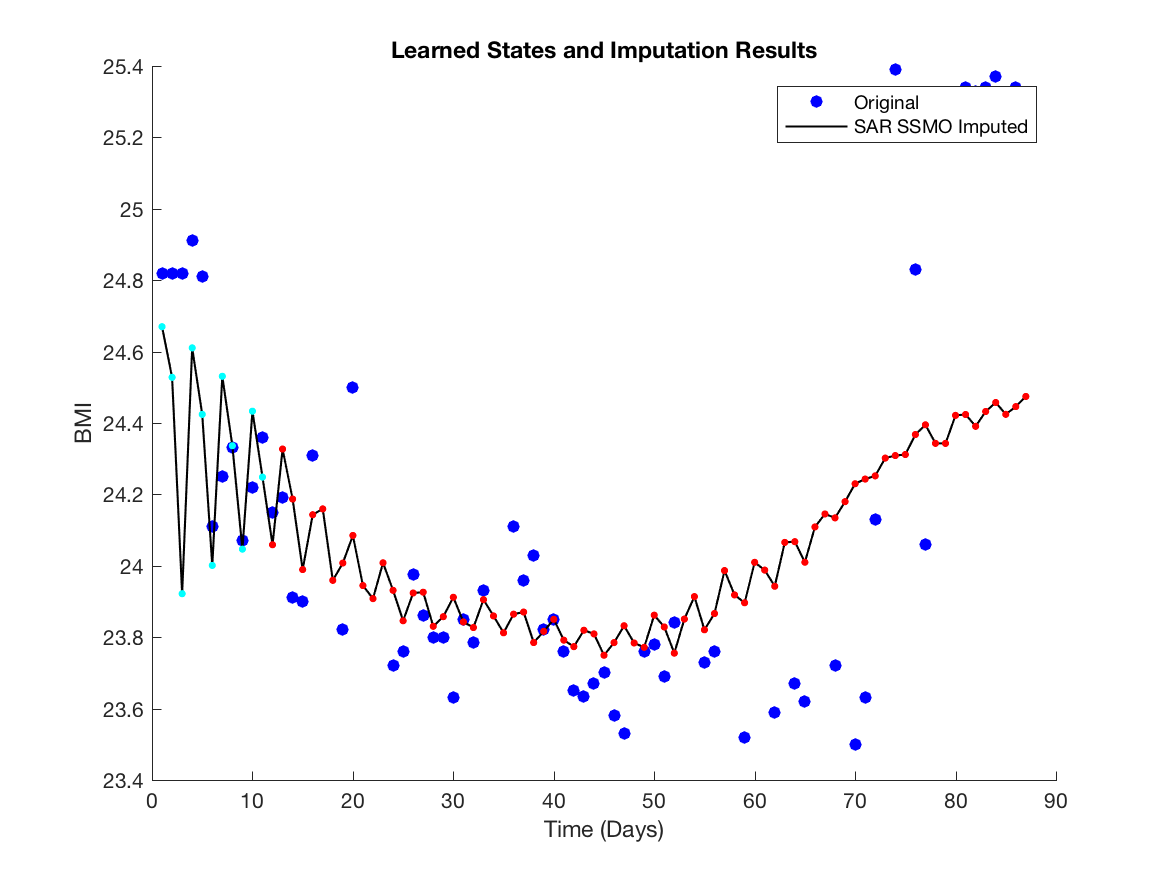 Learned States and Imputation Results
25.4
25.2
25
24.8
24.6
24.4
24.2
24
23.8
23.6
23.4
BMI
Original
SAR SSMO Imputed
0 10 20 30 40 50 60 70 80 90
Time (Days)